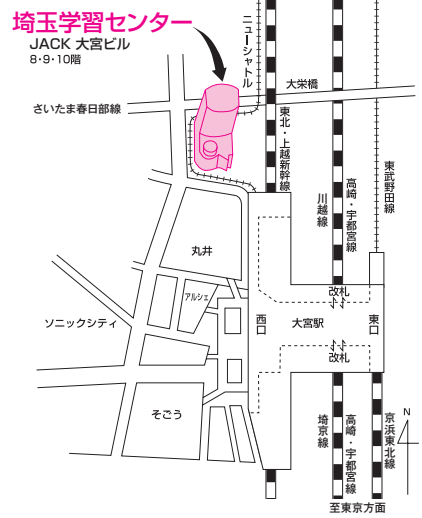 埼玉学習センター
JACK 大宮ビル
8・9・10階
ニューシャトル
大栄橋
さいたま春日部線
東北・上越新幹線
川越線
高崎・宇都宮線
東武野田線
丸井
アルシェ
ソニックシティ
改札
西口
大宮駅
東口
改札
そごう
埼京線
高崎・宇都宮線
京浜東北線
N
至東京方面